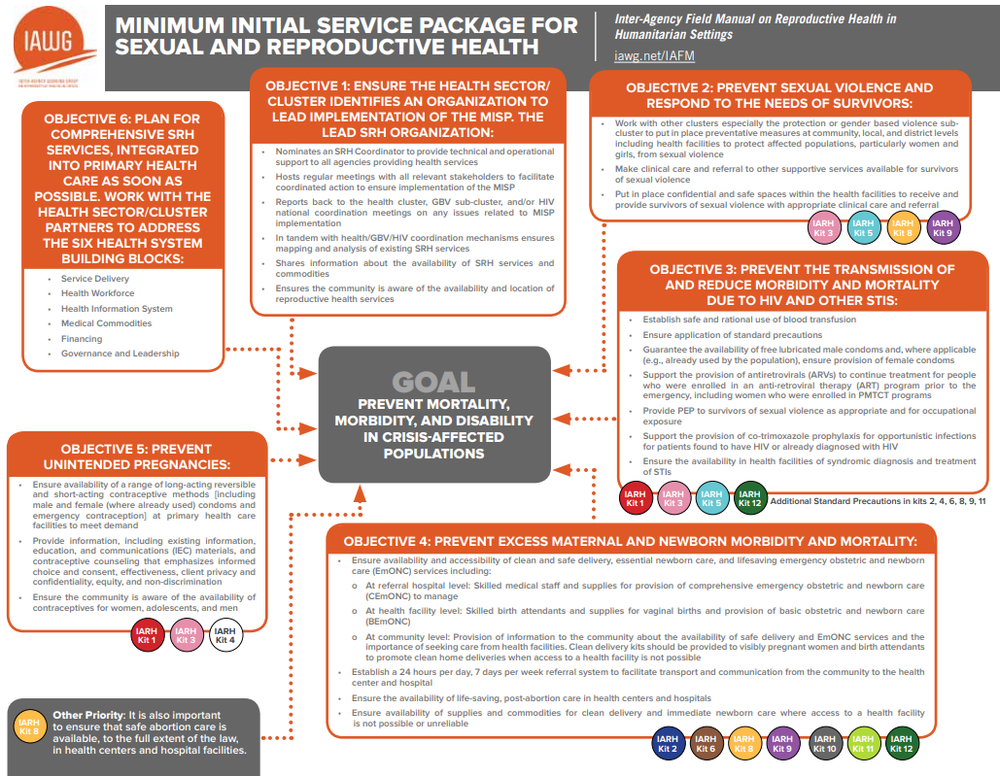 IAWG
INTER-AGENCY WORKING GROUP
ON REPRODUCTIVE HEALTH IN CRISES
MINIMUM INITIAL SERVICE PACKAGE FOR
SEXUAL AND REPRODUCTIVE HEALTH
Inter-Agency Field Manual on Reproductive Health in
Humanitarian Settings
iawg.net/IAFM
OBJECTIVE 6: PLAN FOR
COMPREHENSIVE SRH
SERVICES, INTEGRATED
INTO PRIMARY HEALTH
CARE AS SOON AS
POSSIBLE. WORK WITH THE
HEALTH SECTOR/CLUSTER
PARTNERS TO ADDRESS
THE SIX HEALTH SYSTEM
BUILDING BLOCKS:
• Service Delivery
• Health Workforce
• Health Information System
• Medical Commodities
• Financing
• Governance and Leadership
OBJECTIVE 1: ENSURE THE HEALTH SECTOR/
CLUSTER IDENTIFIES AN ORGANIZATION TO
LEAD IMPLEMENTATION OF THE MISP. THE
LEAD SRH ORGANIZATION:
• Nominates an SRH Coordinator to provide technical and operational
support to all agencies providing health services
• Hosts regular meetings with all relevant stakeholders to facilitate
coordinated action to ensure implementation of the MISP
• Reports back to the health cluster, GBV sub-cluster, and/or HIV
national coordination meetings on any issues related to MISP
implementation
• In tandem with health/GBV/HIV coordination mechanisms ensures
mapping and analysis of existing SRH services
• Shares information about the availability of SRH services and
commodities
• Ensures the community is aware of the availability and location of
reproductive health services
OBJECTIVE 2: PREVENT SEXUAL VIOLENCE AND
RESPOND TO THE NEEDS OF SURVIVORS:
• Work with other clusters especially the protection or gender based violence sub-
cluster to put in place preventative measures at community, local, and district levels
including health facilities to protect affected populations, particularly women and
girls, from sexual violence
• Make clinical care and referral to other supportive services available for survivors
of sexual violence
• Put in place confidential and safe spaces within the health facilities to receive and
provide survivors of sexual violence with appropriate clinical care and referral
IARH Kit 3
IARH Kit 5
IARH Kit 8
IARH Kit 9
OBJECTIVE 3: PREVENT THE TRANSMISSION OF
AND REDUCE MORBIDITY AND MORTALITY
DUE TO HIV AND OTHER STIS:
• Establish safe and rational use of blood transfusion
• Ensure application of standard precautions
• Guarantee the availability of free lubricated male condoms and, where applicable
(e.g., already used by the population), ensure provision of female condoms
• Support the provision of antiretrovirals (ARVs) to continue treatment for people
who were enrolled in an anti-retroviral therapy (ART) program prior to the
emergency, including women who were enrolled in PMTCT programs
• Provide PEP to survivors of sexual violence as appropriate and for occupational
exposure
• Support the provision of co-trimoxazole prophylaxis for opportunistic infections
for patients found to have HIV or already diagnosed with HIV
• Ensure the availability in health facilities of syndromic diagnosis and treatment
of STIs
IARH Kit 1
IARH Kit 3
IARH Kit 5
IARH Kit 12
Additional Standard Precautions in kits 2, 4, 6, 8, 9, 11
GOAL
PREVENT MORTALITY,
MORBIDITY, AND DISABILITY
IN CRISIS-AFFECTED
POPULATIONS
OBJECTIVE 5: PREVENT
UNINTENDED PREGNANCIES:
• Ensure availability of a range of long-acting reversible
and short-acting contraceptive methods [including
male and female (where already used) condoms and
emergency contraception] at primary health care
facilities to meet demand
• Provide information, including existing information,
education, and communications (IEC) materials, and
contraceptive counseling that emphasizes informed
choice and consent, effectiveness, client privacy and
confidentiality, equity, and non-discrimination
• Ensure the community is aware of the availability of
contraceptives for women, adolescents, and men
IARH Kit 1
IARH Kit 3
IARH Kit 4
OBJECTIVE 4: PREVENT EXCESS MATERNAL AND NEWBORN MORBIDITY AND MORTALITY:
• Ensure availability and accessibility of clean and safe delivery, essential newborn care, and lifesaving emergency obstetric and newborn
care (EmONC) services including:
o At referral hospital level: Skilled medical staff and supplies for provision of comprehensive emergency obstetric and newborn care
(CEmONC) to manage
o At health facility level: Skilled birth attendants and supplies for vaginal births and provision of basic obstetric and newborn care
(BEmONC)
o At community level: Provision of information to the community about the availability of safe delivery and EmONC services and the
importance of seeking care from health facilities. Clean delivery kits should be provided to visibly pregnant women and birth attendants
to promote clean home deliveries when access to a health facility is not possible
• Establish a 24 hours per day, 7 days per week referral system to facilitate transport and communication from the community to the health
center and hospital
• Ensure the availability of life-saving, post-abortion care in health centers and hospitals
• Ensure availability of supplies and commodities for clean delivery and immediate newborn care where access to a health facility
is not possible or unreliable
IARH Kit 2
IARH Kit 6
IARH Kit 8
IARH Kit 9
IARH Kit 10
IARH Kit 11
IARH Kit 12
IARH Kit 8
Other Priority: It is also important
to ensure that safe abortion care is
available, to the full extent of the law,
in health centers and hospital facilities.